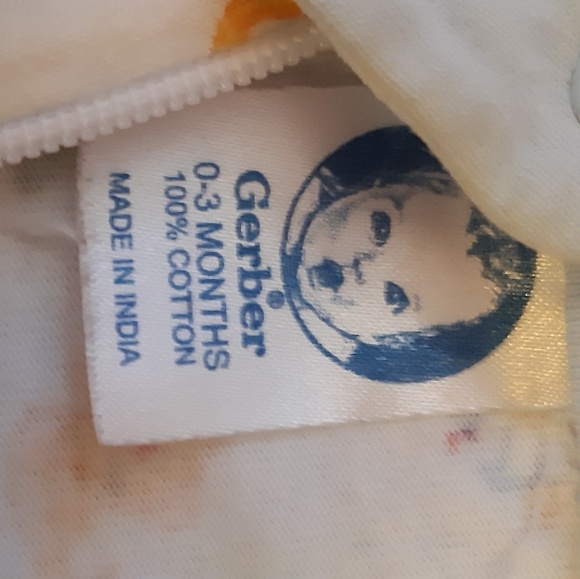 Gerber
0-3 MONTHS
100% COTTON
MADE IN INDIA